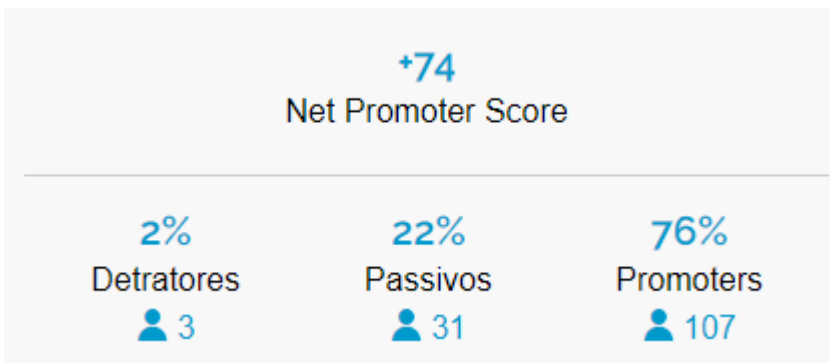 +74
Net Promoter Score
2% 22% 76%
Detratores Passivos Promoters
3 31 107